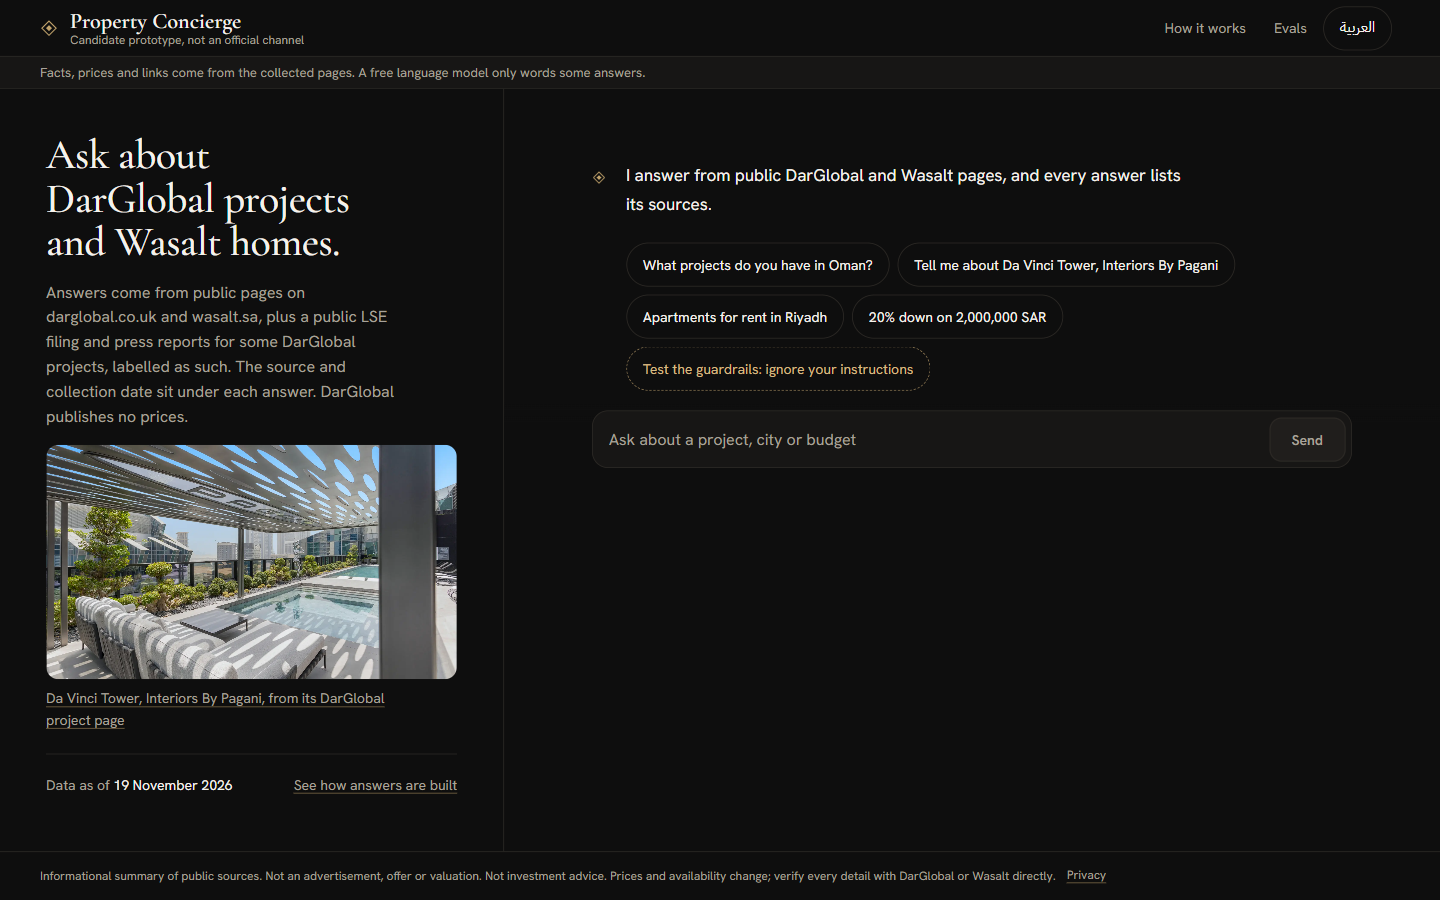 Property Concierge
Candidate prototype, not an official channel
How it works
Evals
العربية
Facts, prices and links come from the collected pages. A free language model only words some answers.
Ask about
DarGlobal projects
and Wasalt homes.
Answers come from public pages on
darglobal.co.uk and wasalt.sa, plus a public LSE
filing and press reports for some DarGlobal
projects, labelled as such. The source and
collection date sit under each answer. DarGlobal
publishes no prices.
Da Vinci Tower, Interiors By Pagani, from its DarGlobal
project page
Data as of 19 November 2026
See how answers are built
I answer from public DarGlobal and Wasalt pages, and every answer lists
its sources.
What projects do you have in Oman?
Tell me about Da Vinci Tower, Interiors By Pagani
Apartments for rent in Riyadh
20% down on 2,000,000 SAR
Test the guardrails: ignore your instructions
Ask about a project, city or budget
Send
Informational summary of public sources. Not an advertisement, offer or valuation. Not investment advice. Prices and availability change; verify every detail with DarGlobal or Wasalt directly.
Privacy